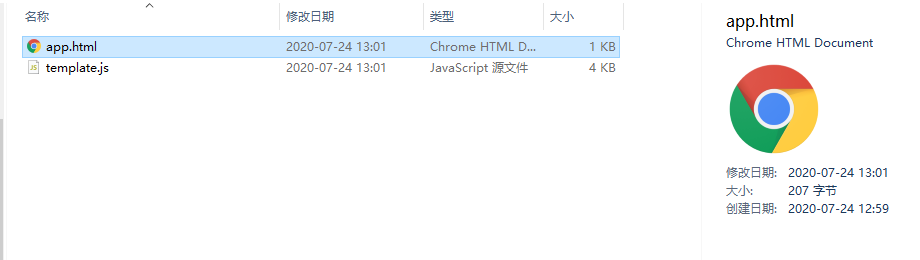 名称 修改日期 类型 大小
app.html 2020-07-24 13:01 Chrome HTML D... 1 KB
template.js 2020-07-24 13:01 JavaScript 源文件 4 KB
app.html
Chrome HTML Document
修改日期: 2020-07-24 13:01
大小: 207 字节
创建日期: 2020-07-24 12:59